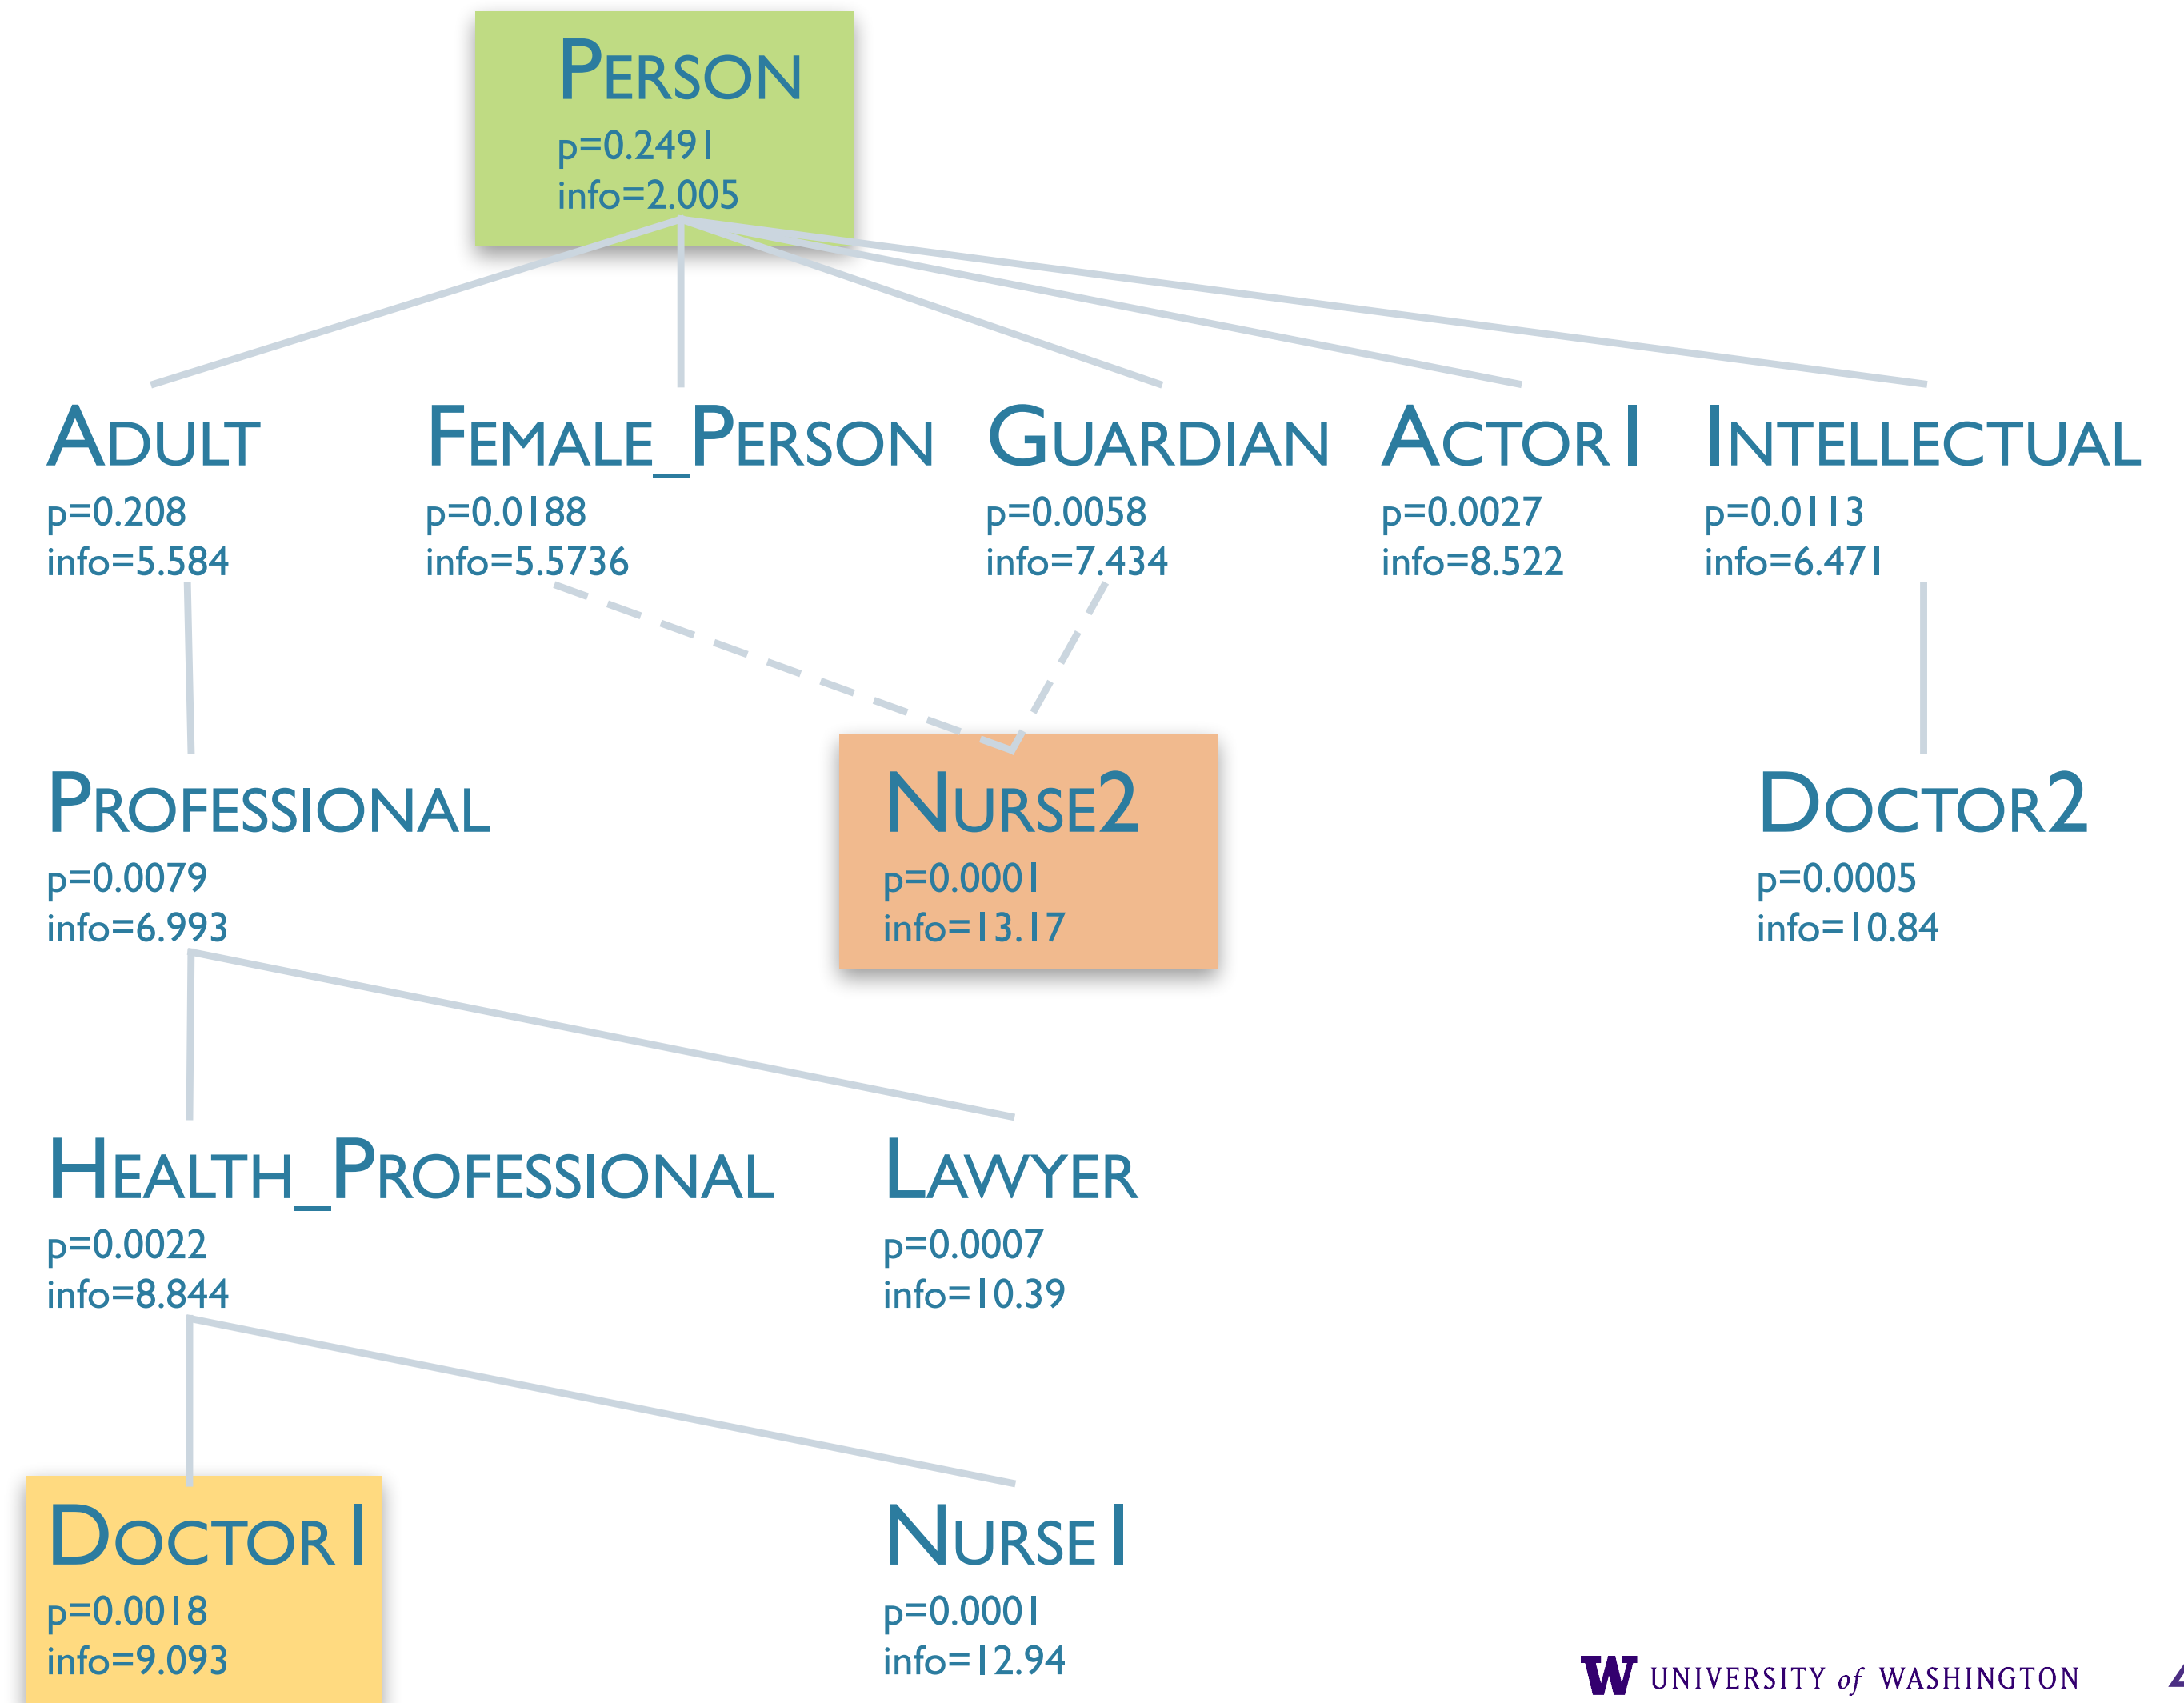 PERSON
p=0.2491
info=2.005
ADULT
p=0.208
info=5.584
FEMALE_PERSON
p=0.0188
info=5.5736
GUARDIAN
p=0.0058
info=7.434
ACTOR1
p=0.0027
info=8.522
INTELLECTUAL
p=0.0113
info=6.471
PROFESSIONAL
p=0.0079
info=6.993
NURSE2
p=0.0001
info=13.17
DOCTOR2
p=0.0005
info=10.84
HEALTH_PROFESSIONAL
p=0.0022
info=8.844
LAWYER
p=0.0007
info=10.39
DOCTOR1
p=0.0018
info=9.093
NURSE1
p=0.0001
info=12.94
W UNIVERSITY of WASHINGTON